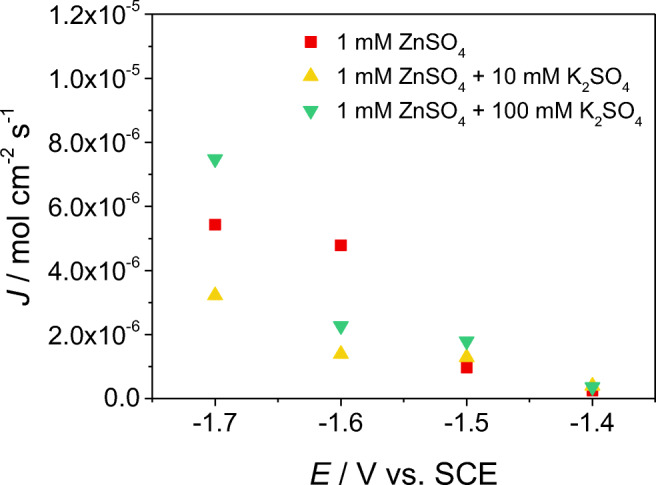 1.2x10⁻⁵
1.0x10⁻⁵
8.0x10⁻⁶
6.0x10⁻⁶
4.0x10⁻⁶
2.0x10⁻⁶
0.0
J / mol cm⁻² s⁻¹
1 mM ZnSO₄
1 mM ZnSO₄ + 10 mM K₂SO₄
1 mM ZnSO₄ + 100 mM K₂SO₄
-1.7 -1.6 -1.5 -1.4
E / V vs. SCE